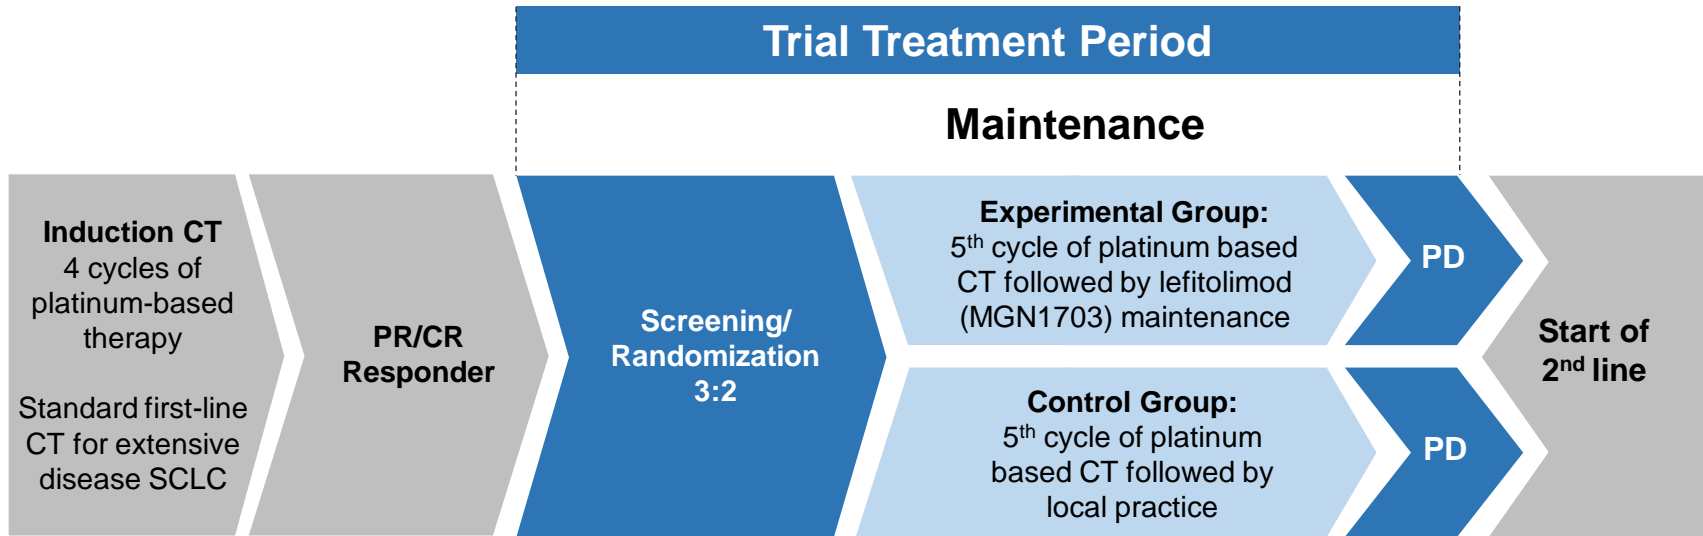 Trial Treatment Period
Maintenance
Induction CT
4 cycles of
platinum-based
therapy
Standard first-line
CT for extensive
disease SCLC
PR/CR
Responder
Screening/
Randomization
3:2
Experimental Group:
5th cycle of platinum based
CT followed by lefitolimod
(MGN1703) maintenance
PD
Control Group:
5th cycle of platinum
based CT followed by
local practice
PD
Start of
2nd line